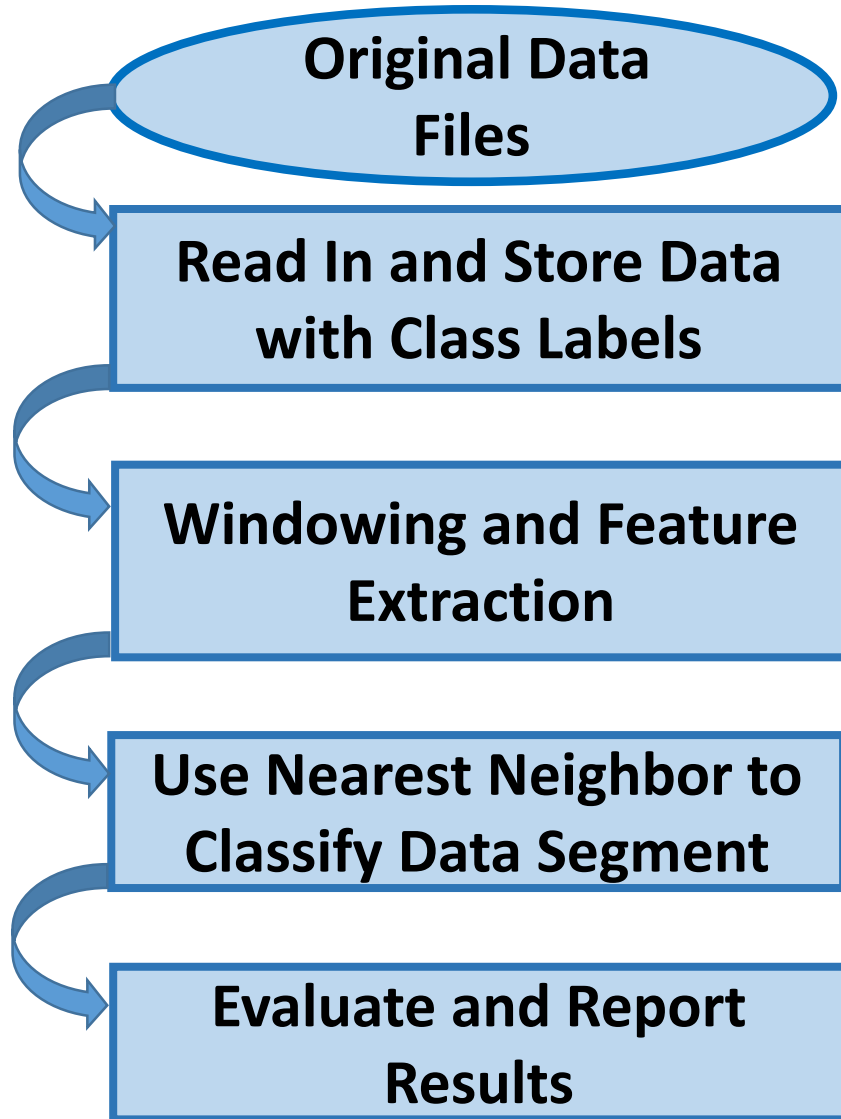 Original Data
Files
Read In and Store Data
with Class Labels
Windowing and Feature
Extraction
Use Nearest Neighbor to
Classify Data Segment
Evaluate and Report
Results